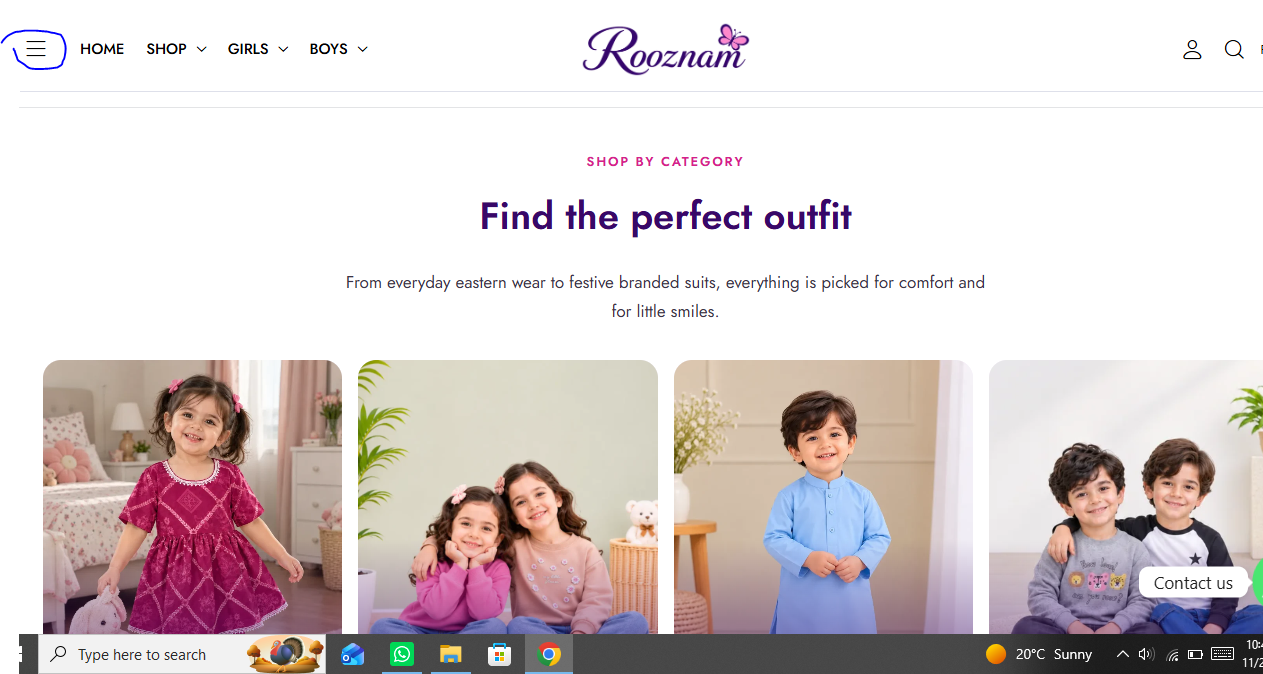 HOME SHOP GIRLS BOYS
Rooznam
SHOP BY CATEGORY
Find the perfect outfit
From everyday eastern wear to festive branded suits, everything is picked for comfort and
for little smiles.
Contact us
Type here to search
20°C Sunny